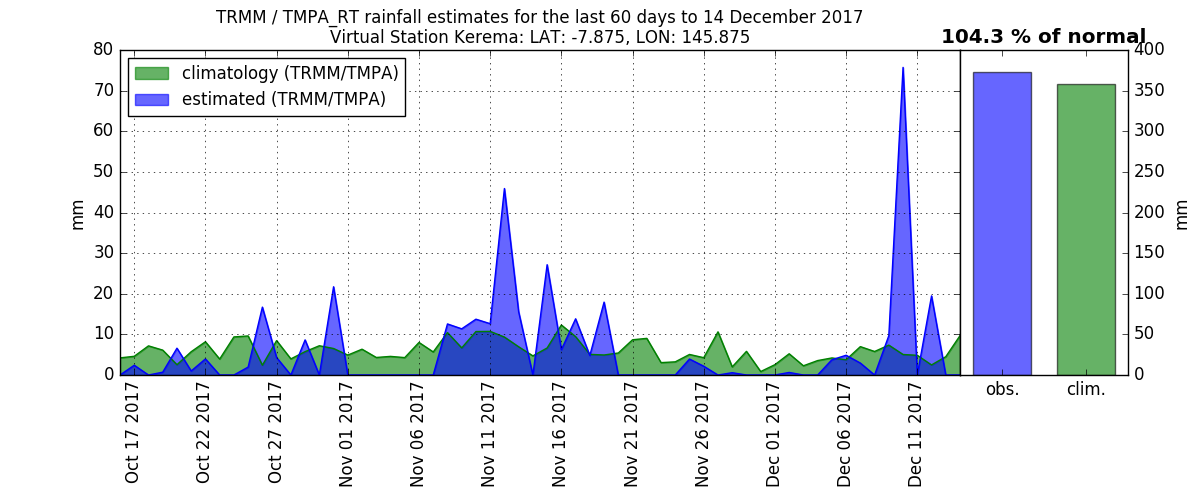 TRMM / TMPA_RT rainfall estimates for the last 60 days to 14 December 2017
Virtual Station Kerema: LAT: -7.875, LON: 145.875
104.3 % of normal
climatology (TRMM/TMPA)
estimated (TRMM/TMPA)
80
70
60
50
40
30
20
10
0
mm
Oct 17 2017
Oct 22 2017
Oct 27 2017
Nov 01 2017
Nov 06 2017
Nov 11 2017
Nov 16 2017
Nov 21 2017
Nov 26 2017
Dec 01 2017
Dec 06 2017
Dec 11 2017
400
350
300
250
200
150
100
50
0
mm
obs.
clim.